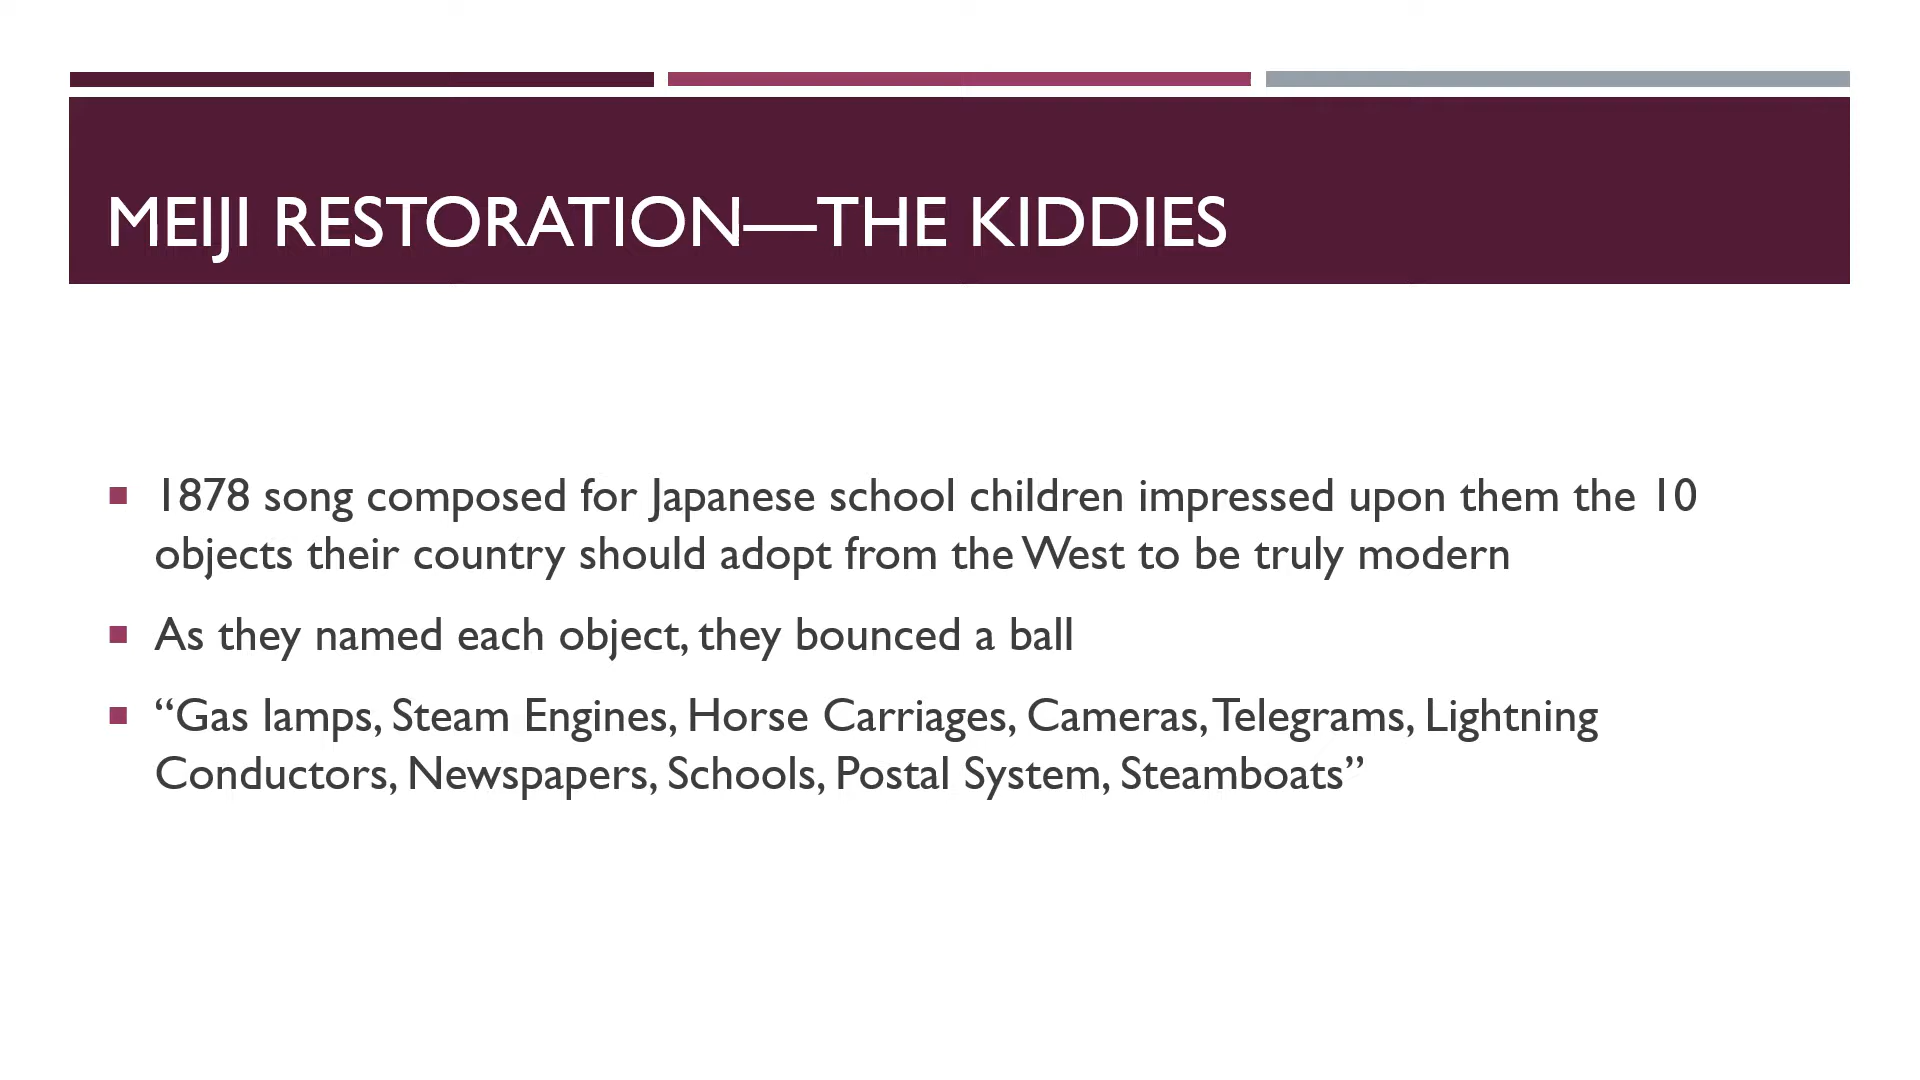 MEIJI RESTORATION—THE KIDDIES
1878 song composed for Japanese school children impressed upon them the 10
objects their country should adopt from the West to be truly modern
As they named each object, they bounced a ball
“Gas lamps, Steam Engines, Horse Carriages, Cameras, Telegrams, Lightning
Conductors, Newspapers, Schools, Postal System, Steamboats”